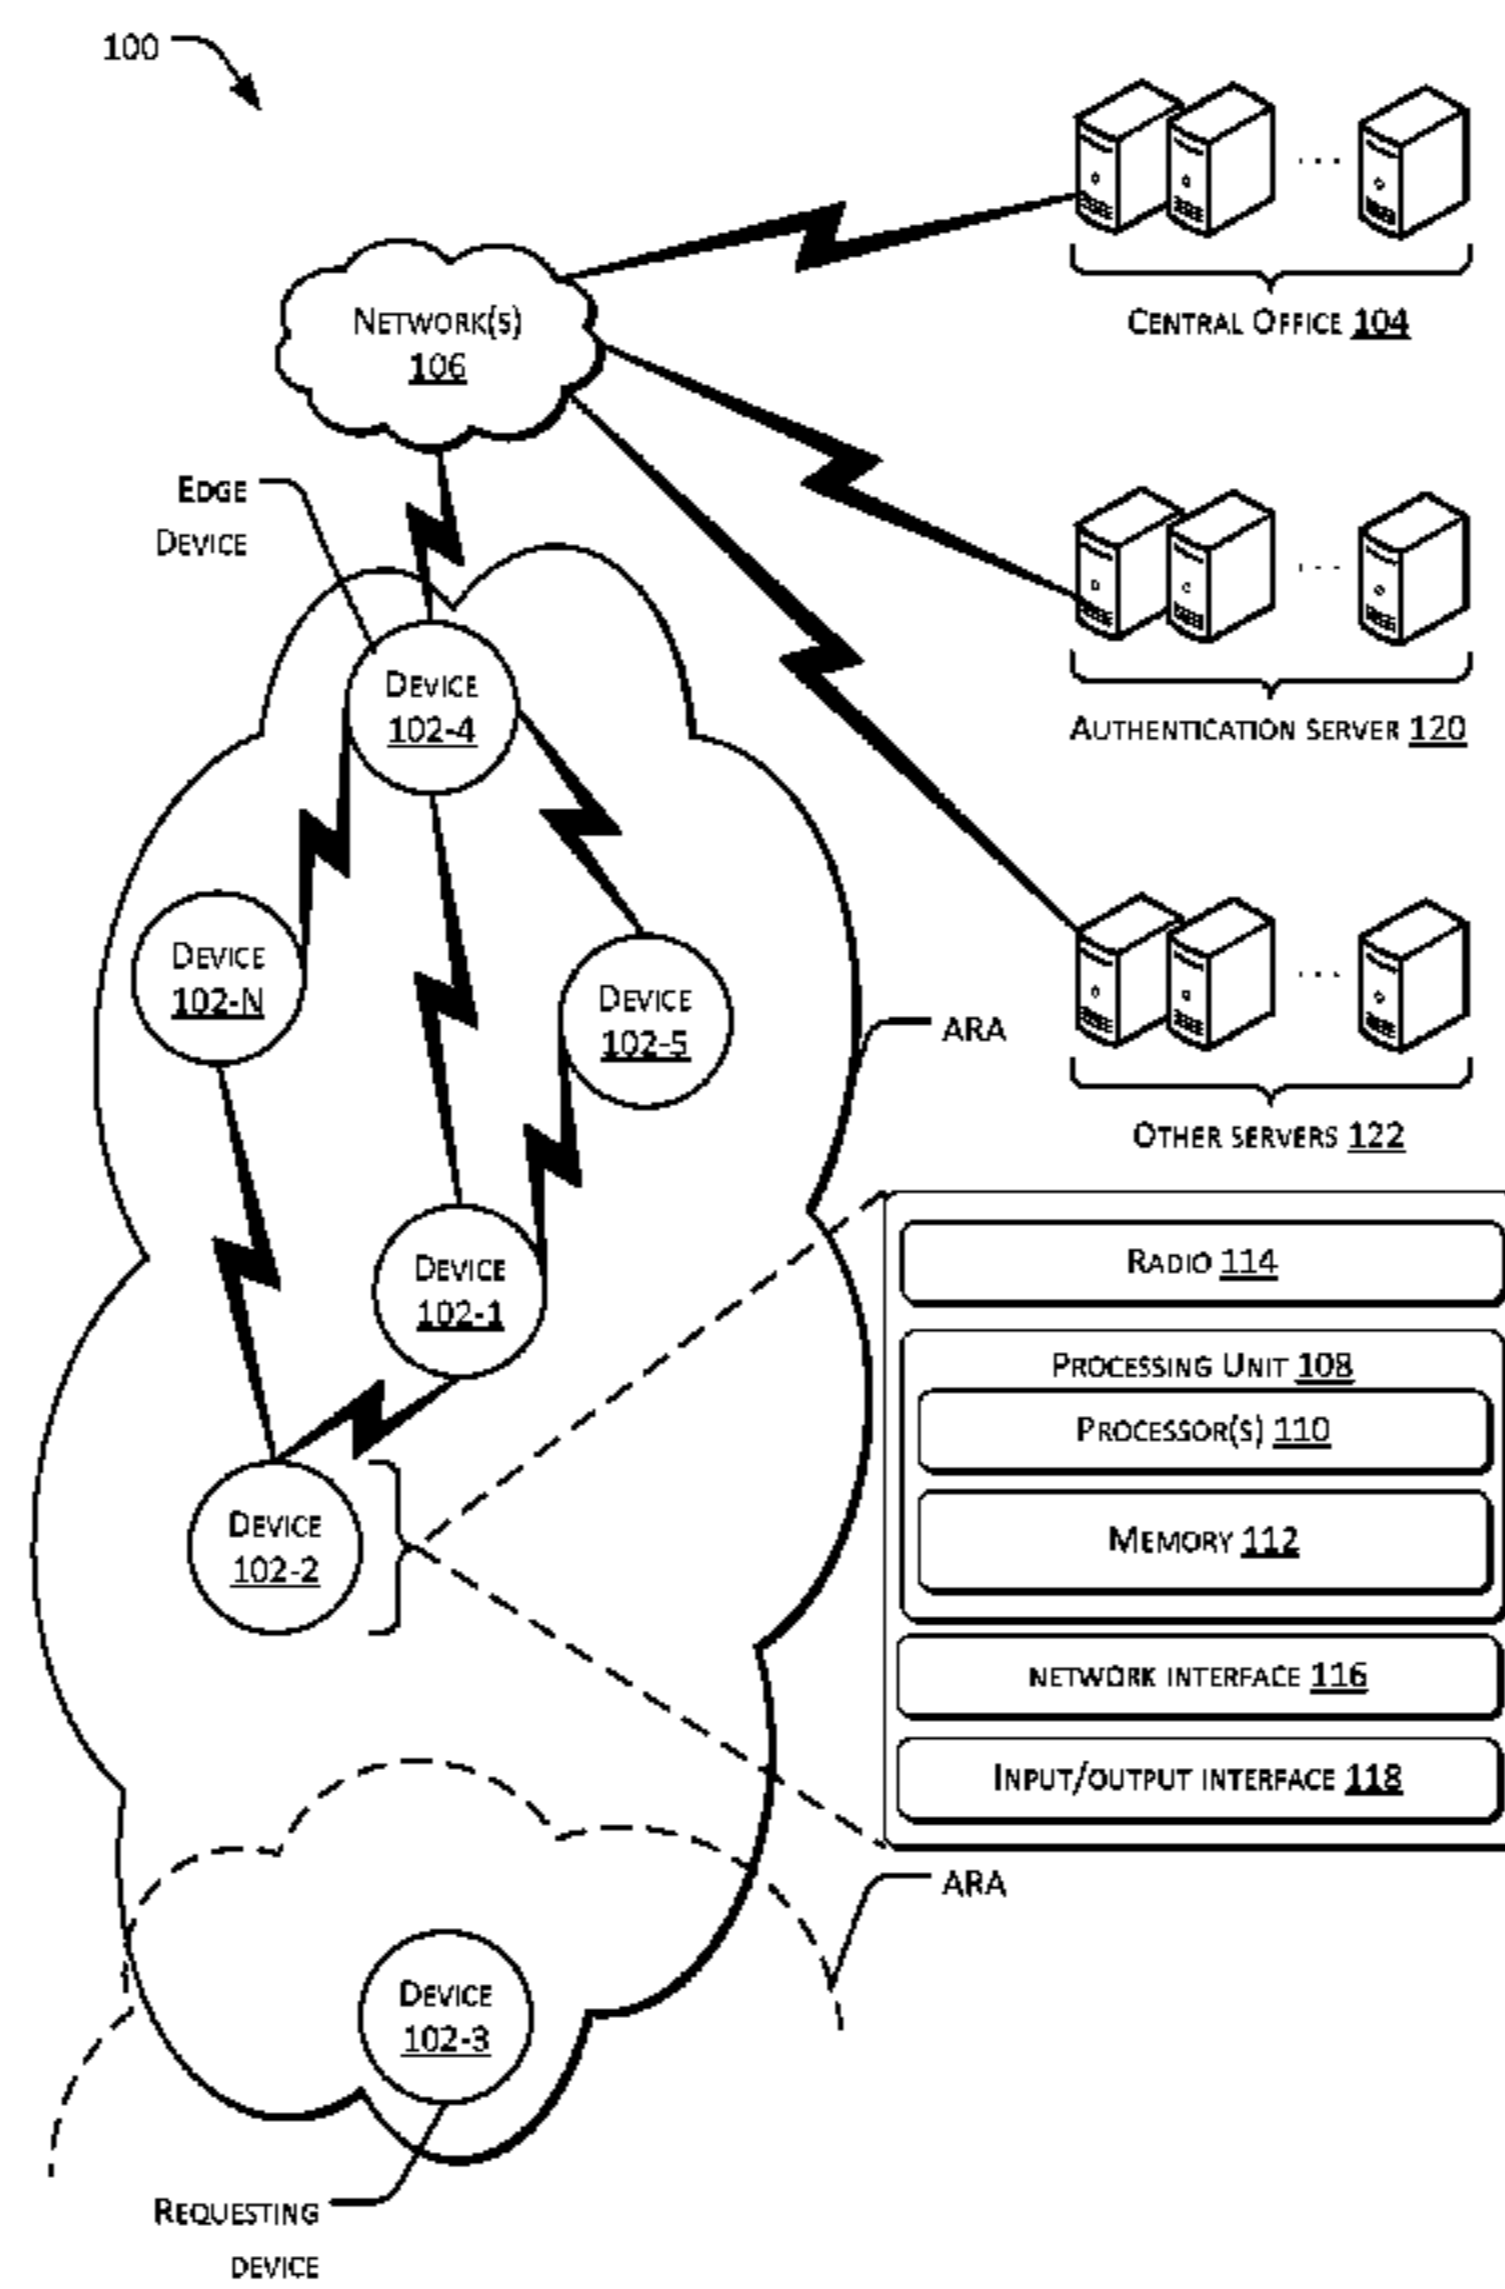 100
CENTRAL OFFICE 104
NETWORK(S)
106
EDGE
DEVICE
DEVICE
102-4
AUTHENTICATION SERVER 120
DEVICE
102-N
DEVICE
102-5
ARA
OTHER SERVERS 122
DEVICE
102-1
RADIO 114
PROCESSING UNIT 108
PROCESSOR(S) 110
MEMORY 112
DEVICE
102-2
NETWORK INTERFACE 116
INPUT/OUTPUT INTERFACE 118
ARA
DEVICE
102-3
REQUESTING
DEVICE